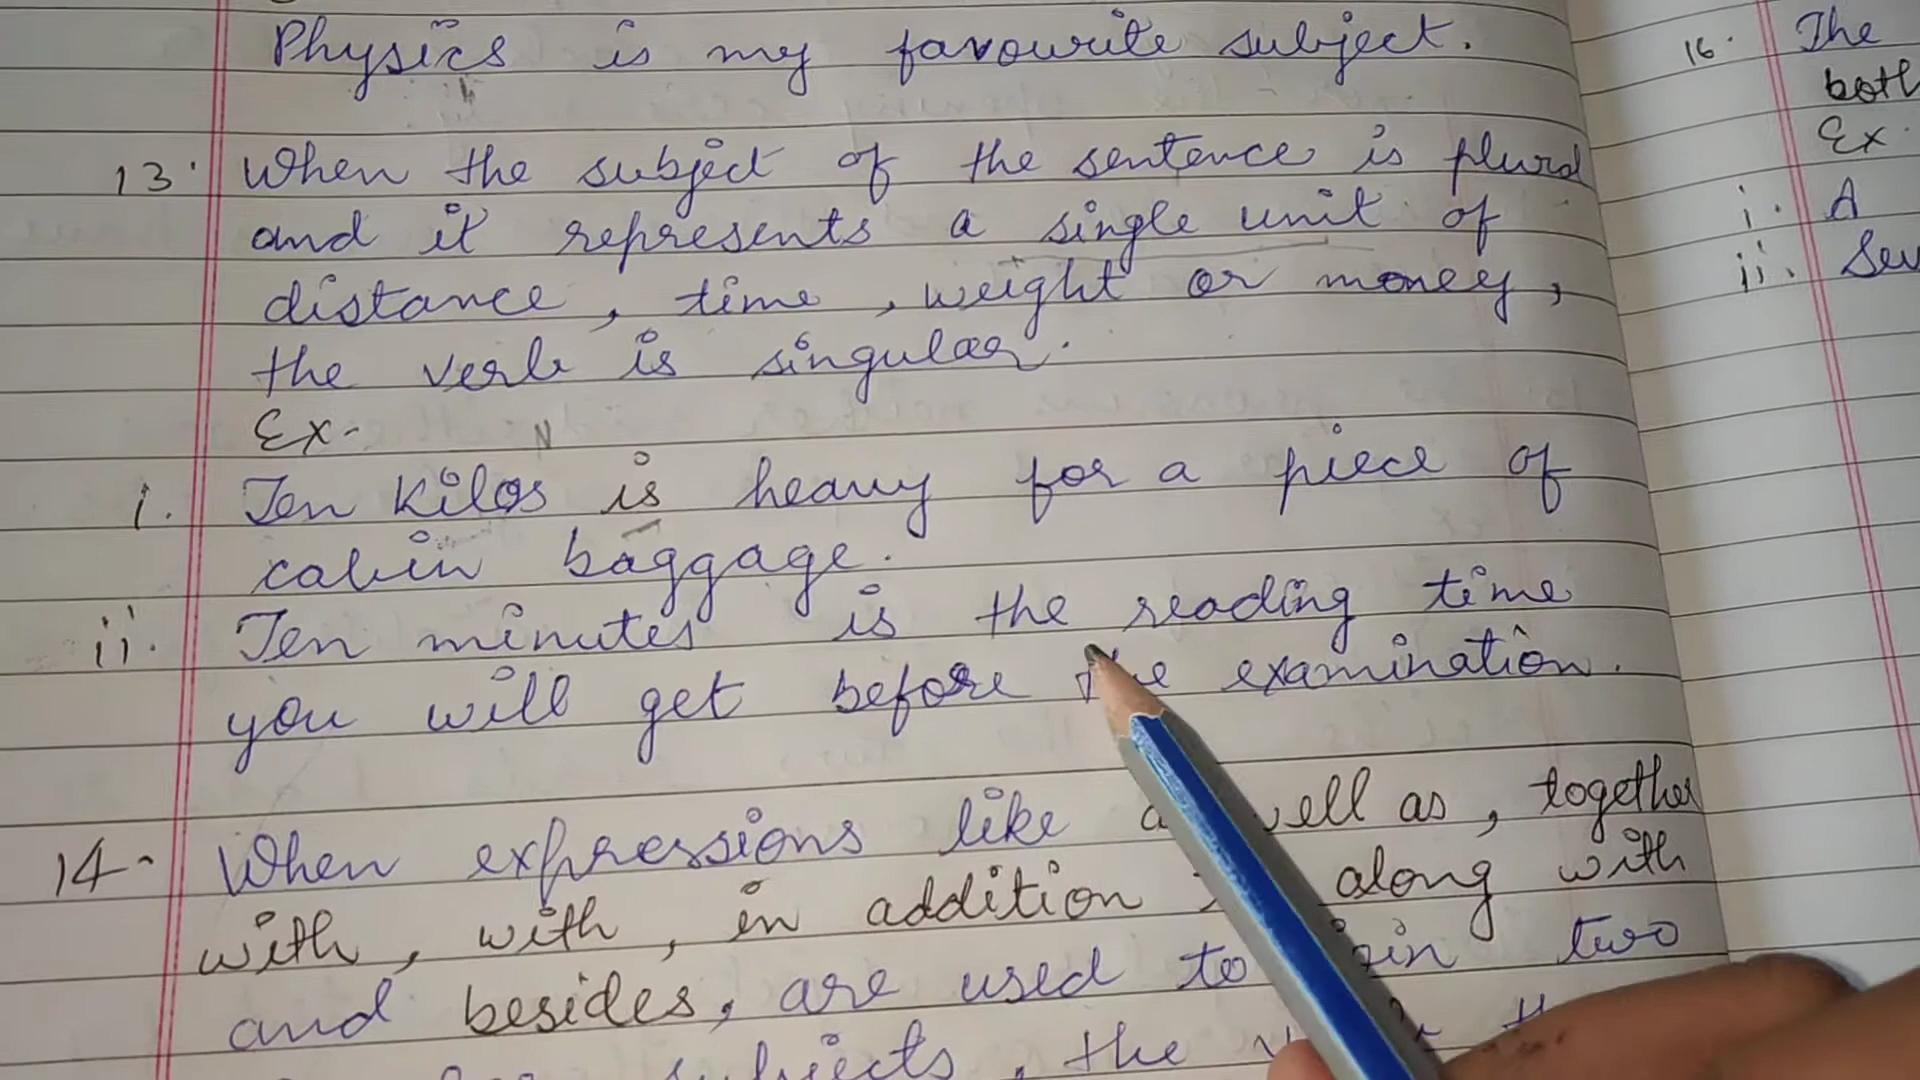 Physics is my favourite subject.
13. When the subject of the sentence is plural
and it represents a single unit of
distance, time, weight or money,
the verb is singular.
Ex-
i. Ten kilos is heavy for a piece of
cabin baggage.
ii. Ten minutes is the reading time
you will get before the examination.
14- When expressions like well as, together
with, with, in addition along with
and besides, are used to join two
subjects, the
16. The
both
Ex.
i. A
ii.